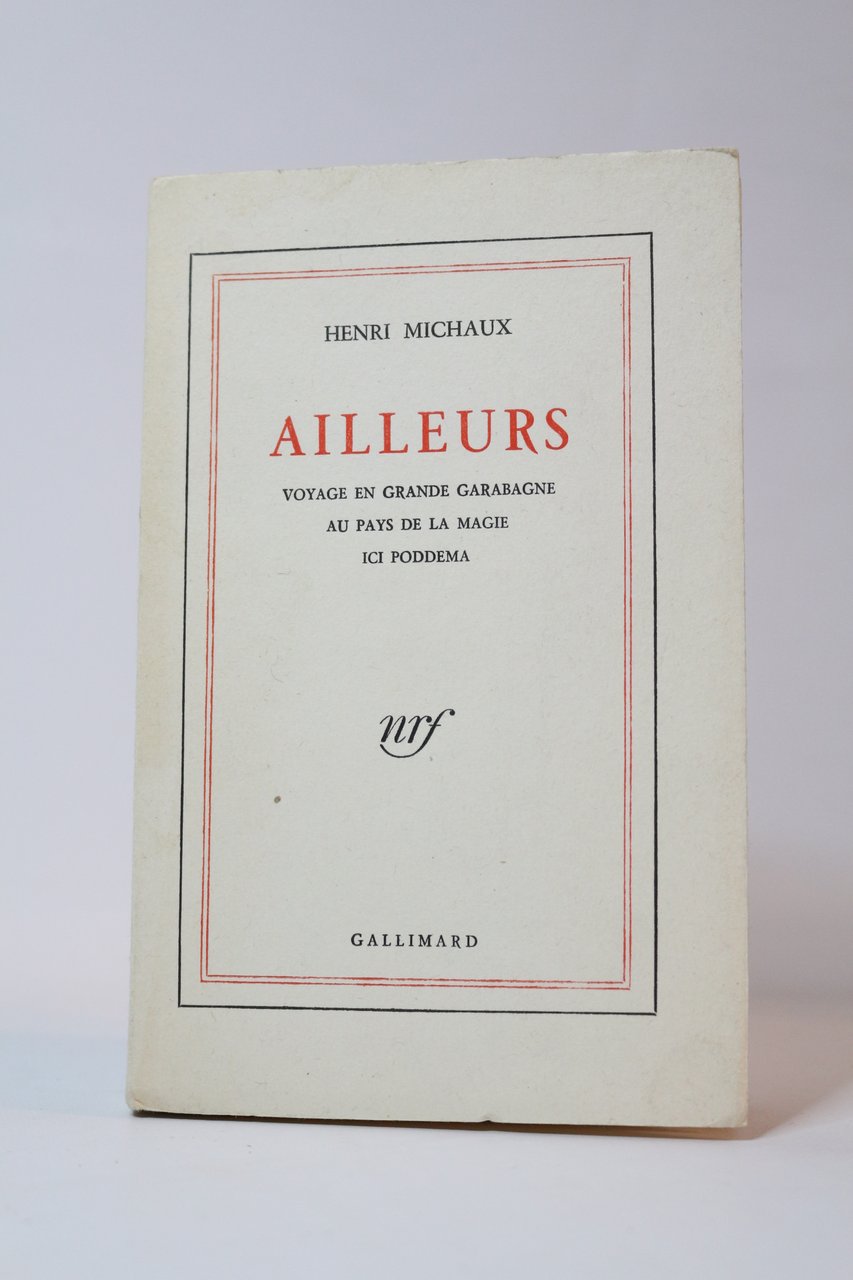 HENRI MICHAUX
AILLEURS
VOYAGE EN GRANDE GARABAGNE
AU PAYS DE LA MAGIE
ICI PODDEMA
nrf
GALLIMARD